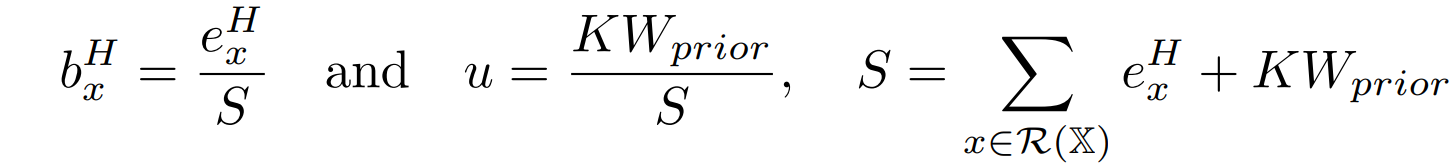 b_x^H = \frac{e_x^H}{S} and u = \frac{KW_{prior}}{S}, S = \sum_{x \in \mathcal{R}(\mathbb{X})} e_x^H + KW_{prior}